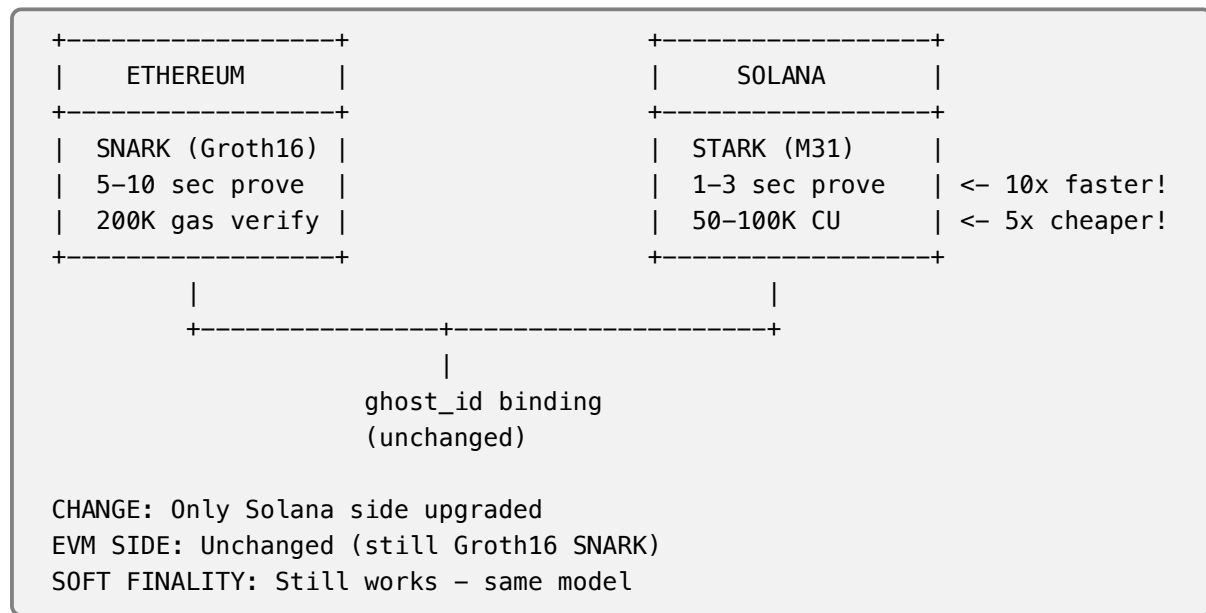 +------------------+ +------------------+
| ETHEREUM | | SOLANA |
+------------------+ +------------------+
| SNARK (Groth16) | | STARK (M31) |
| 5-10 sec prove | | 1-3 sec prove | <- 10x faster!
| 200K gas verify | | 50-100K CU | <- 5x cheaper!
+------------------+ +------------------+
| |
+----------------+---------------------+
|
ghost_id binding
(unchanged)
CHANGE: Only Solana side upgraded
EVM SIDE: Unchanged (still Groth16 SNARK)
SOFT FINALITY: Still works - same model